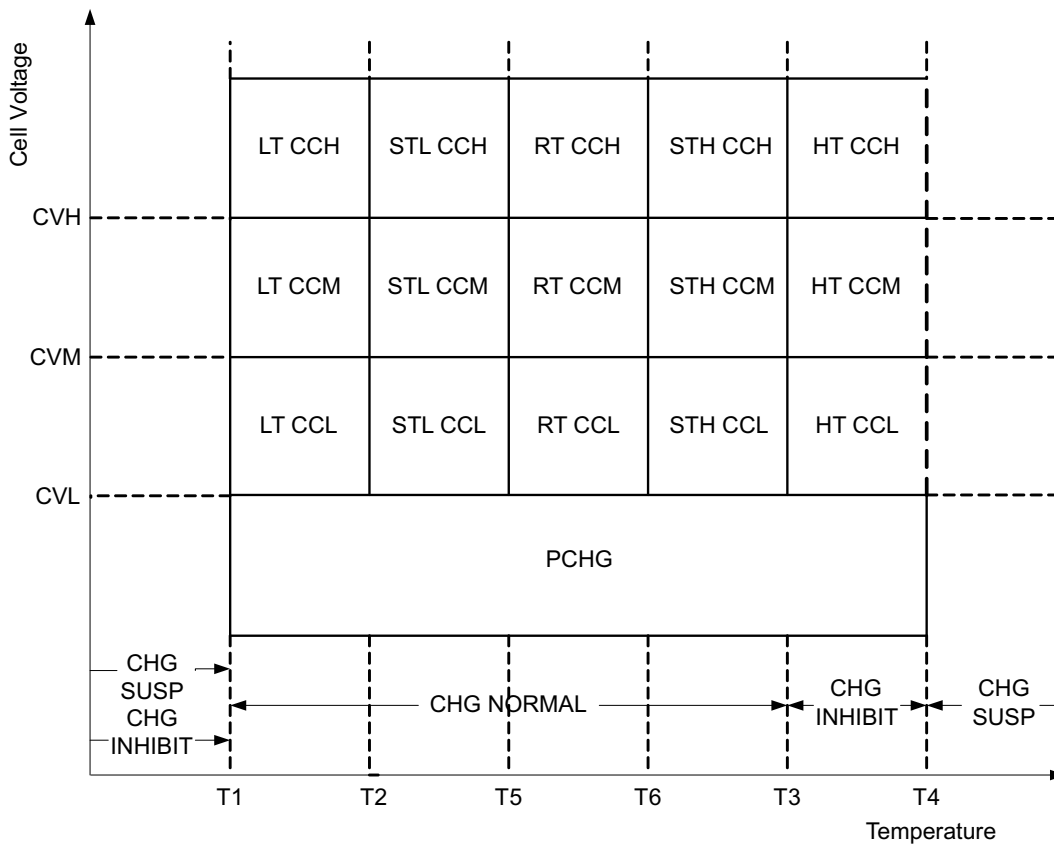 Cell Voltage
LT CCH STL CCH RT CCH STH CCH HT CCH
CVH
LT CCM STL CCM RT CCM STH CCM HT CCM
CVM
LT CCL STL CCL RT CCL STH CCL HT CCL
CVL
PCHG
CHG
SUSP
CHG
INHIBIT
CHG NORMAL
CHG
INHIBIT
CHG
SUSP
T1 T2 T5 T6 T3 T4
Temperature